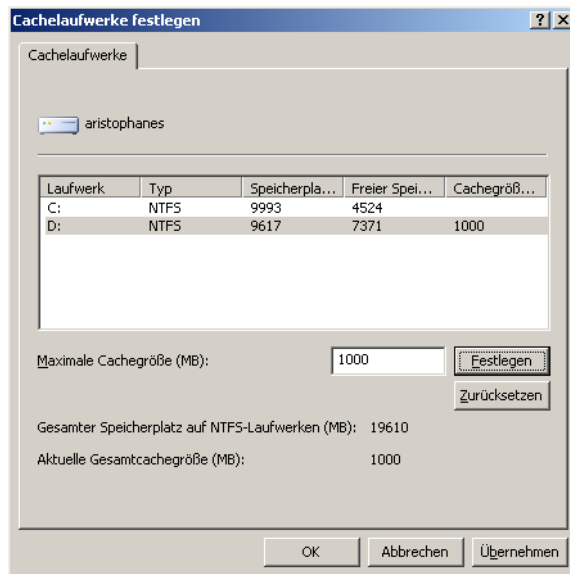 Cachelaufwerke festlegen
Cachelaufwerke
aristophanes
Laufwerk Typ Speicherpla... Freier Spei... Cachegröß...
C: NTFS 9993 4524
D: NTFS 9617 7371 1000
Maximale Cachegröße (MB): 1000 Festlegen
Zurücksetzen
Gesamter Speicherplatz auf NTFS-Laufwerken (MB): 19610
Aktuelle Gesamtcachegröße (MB): 1000
OK Abbrechen Übernehmen